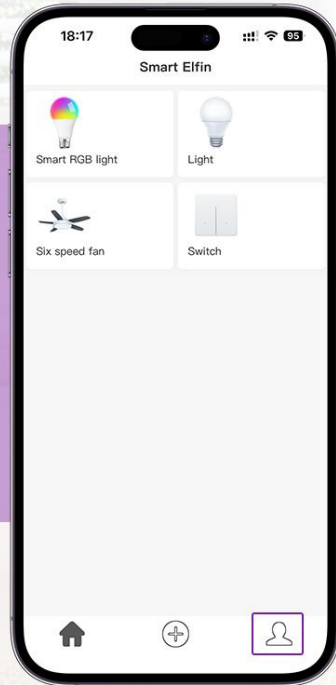 18:17
95
Smart Elfin
Smart RGB light
Light
Six speed fan
Switch